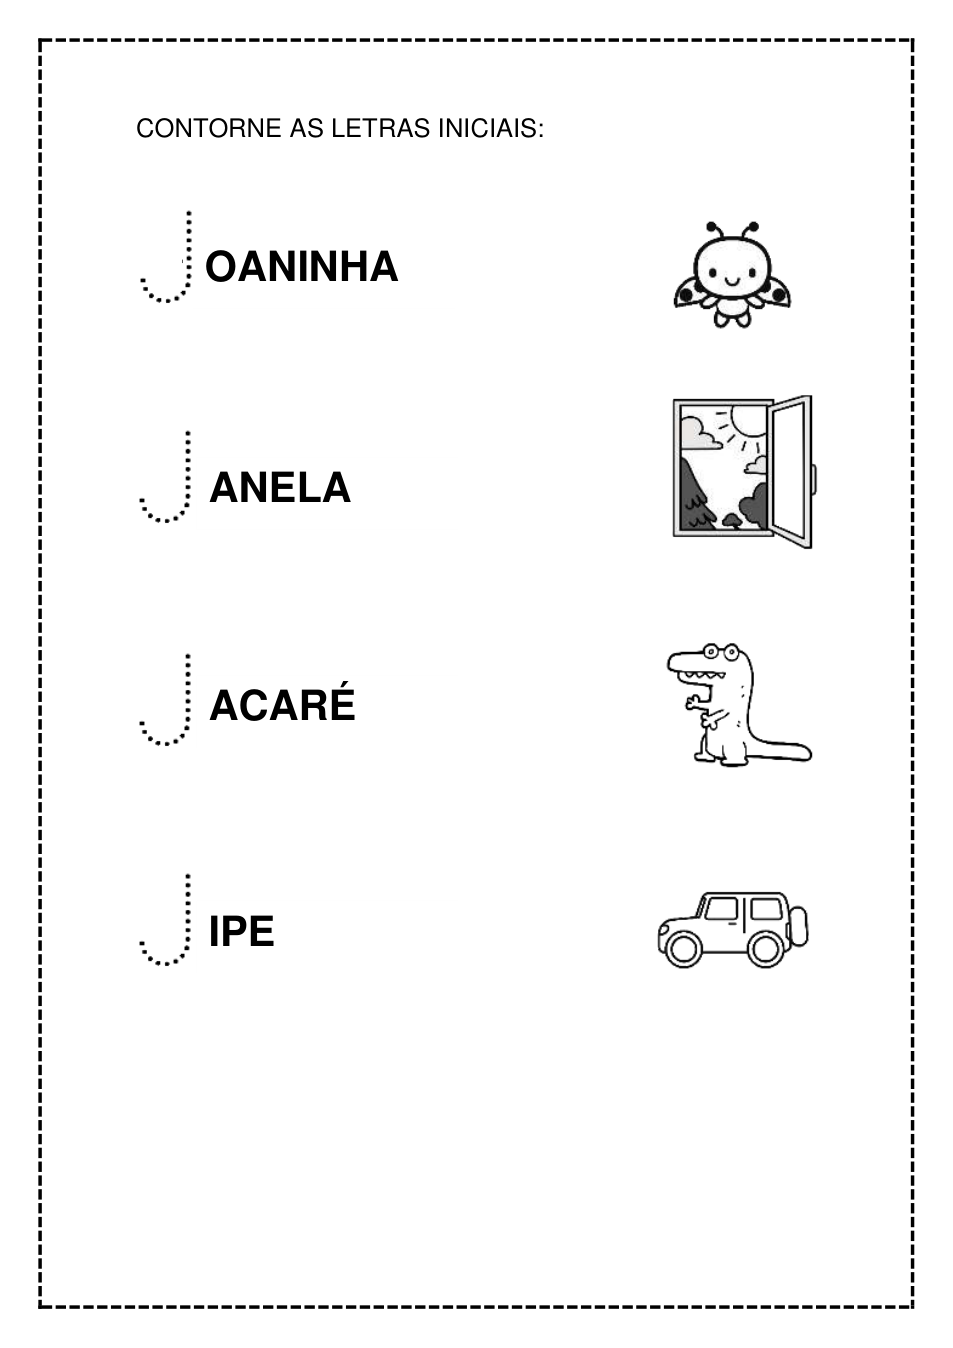 CONTORNE AS LETRAS INICIAIS:
J OANINHA
J ANELA
J ACARÉ
J IPE